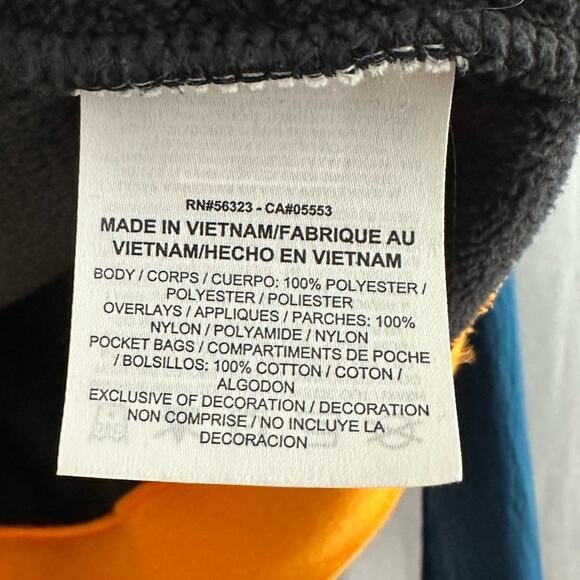 RN#56323 - CA#05553
MADE IN VIETNAM/FABRIQUE AU
VIETNAM/HECHO EN VIETNAM
BODY / CORPS / CUERPO: 100% POLYESTER /
POLYESTER / POLIESTER
OVERLAYS / APPLIQUES / PARCHES: 100%
NYLON / POLYAMIDE / NYLON
POCKET BAGS / COMPARTIMENTS DE POCHE
/ BOLSILLOS: 100% COTTON / COTON /
ALGODON
EXCLUSIVE OF DECORATION / DECORATION
NON COMPRISE / NO INCLUYE LA
DECORACION